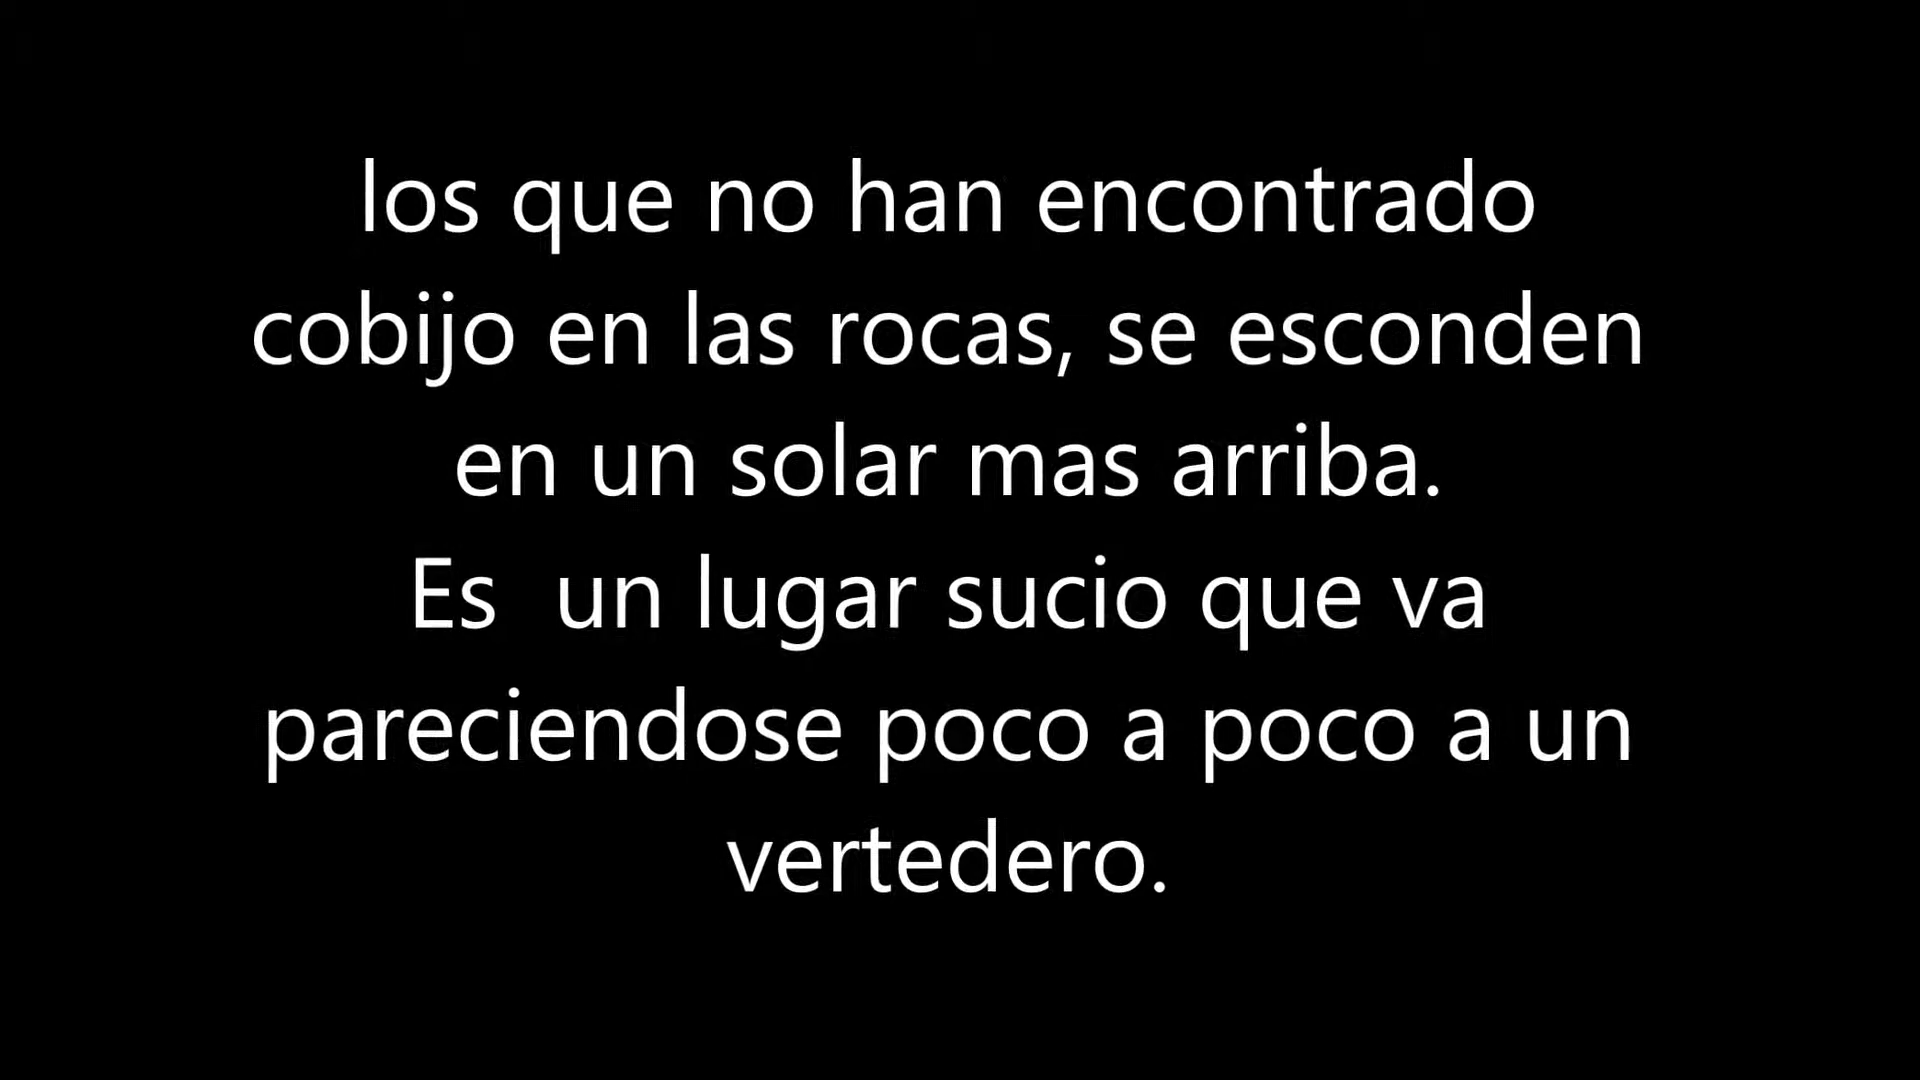 los que no han encontrado
cobijo en las rocas, se esconden
en un solar mas arriba.
Es  un lugar sucio que va
pareciendose poco a poco a un
vertedero.